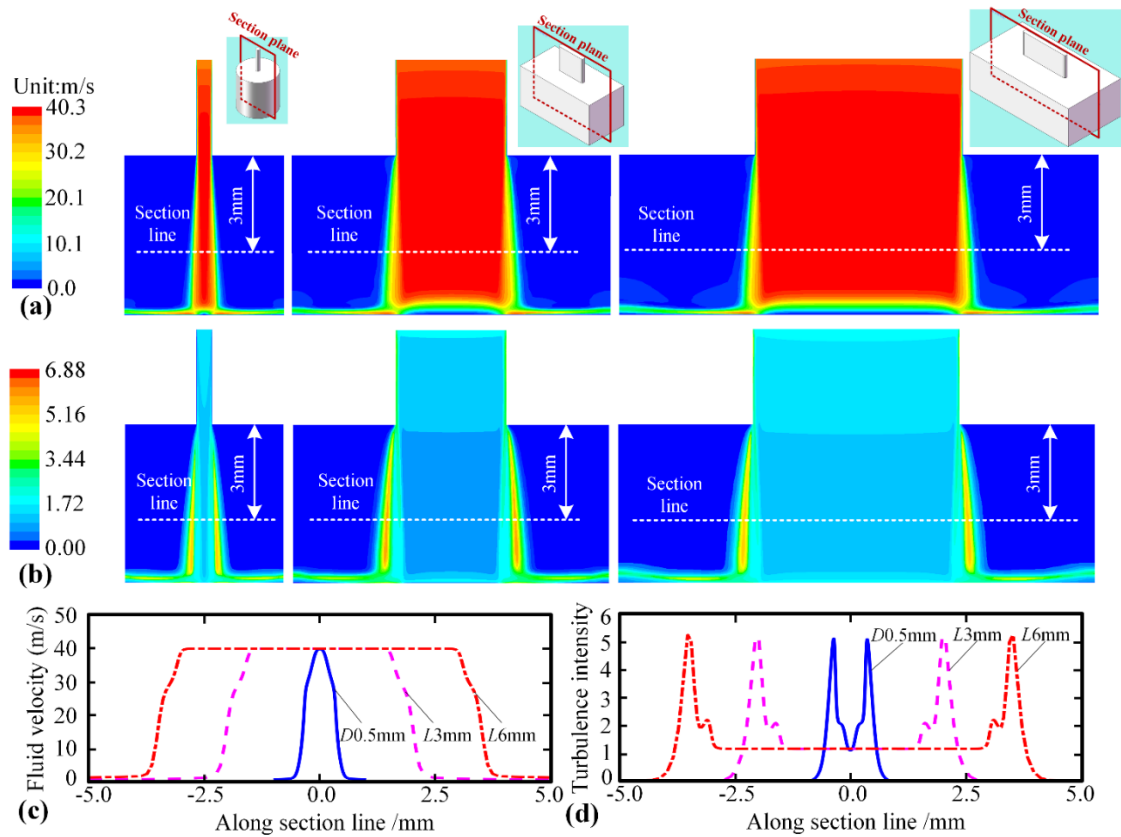 Section plane
Section plane
Section plane
Unit:m/s
40.3
30.2
20.1
10.1
0.0
Section
line
3mm
Section
line
3mm
Section
line
3mm
(a)
6.88
5.16
3.44
1.72
0.00
Section
line
3mm
Section
line
3mm
Section
line
3mm
(b)
Fluid velocity (m/s)
50
40
30
20
10
0
D0.5mm
L3mm
L6mm
-5.0
-2.5
0.0
2.5
5.0
(c)
Along section line /mm
Turbulence intensity
6
5
4
3
2
1
0
D0.5mm
L3mm
L6mm
-5.0
-2.5
0.0
2.5
5.0
(d)
Along section line /mm